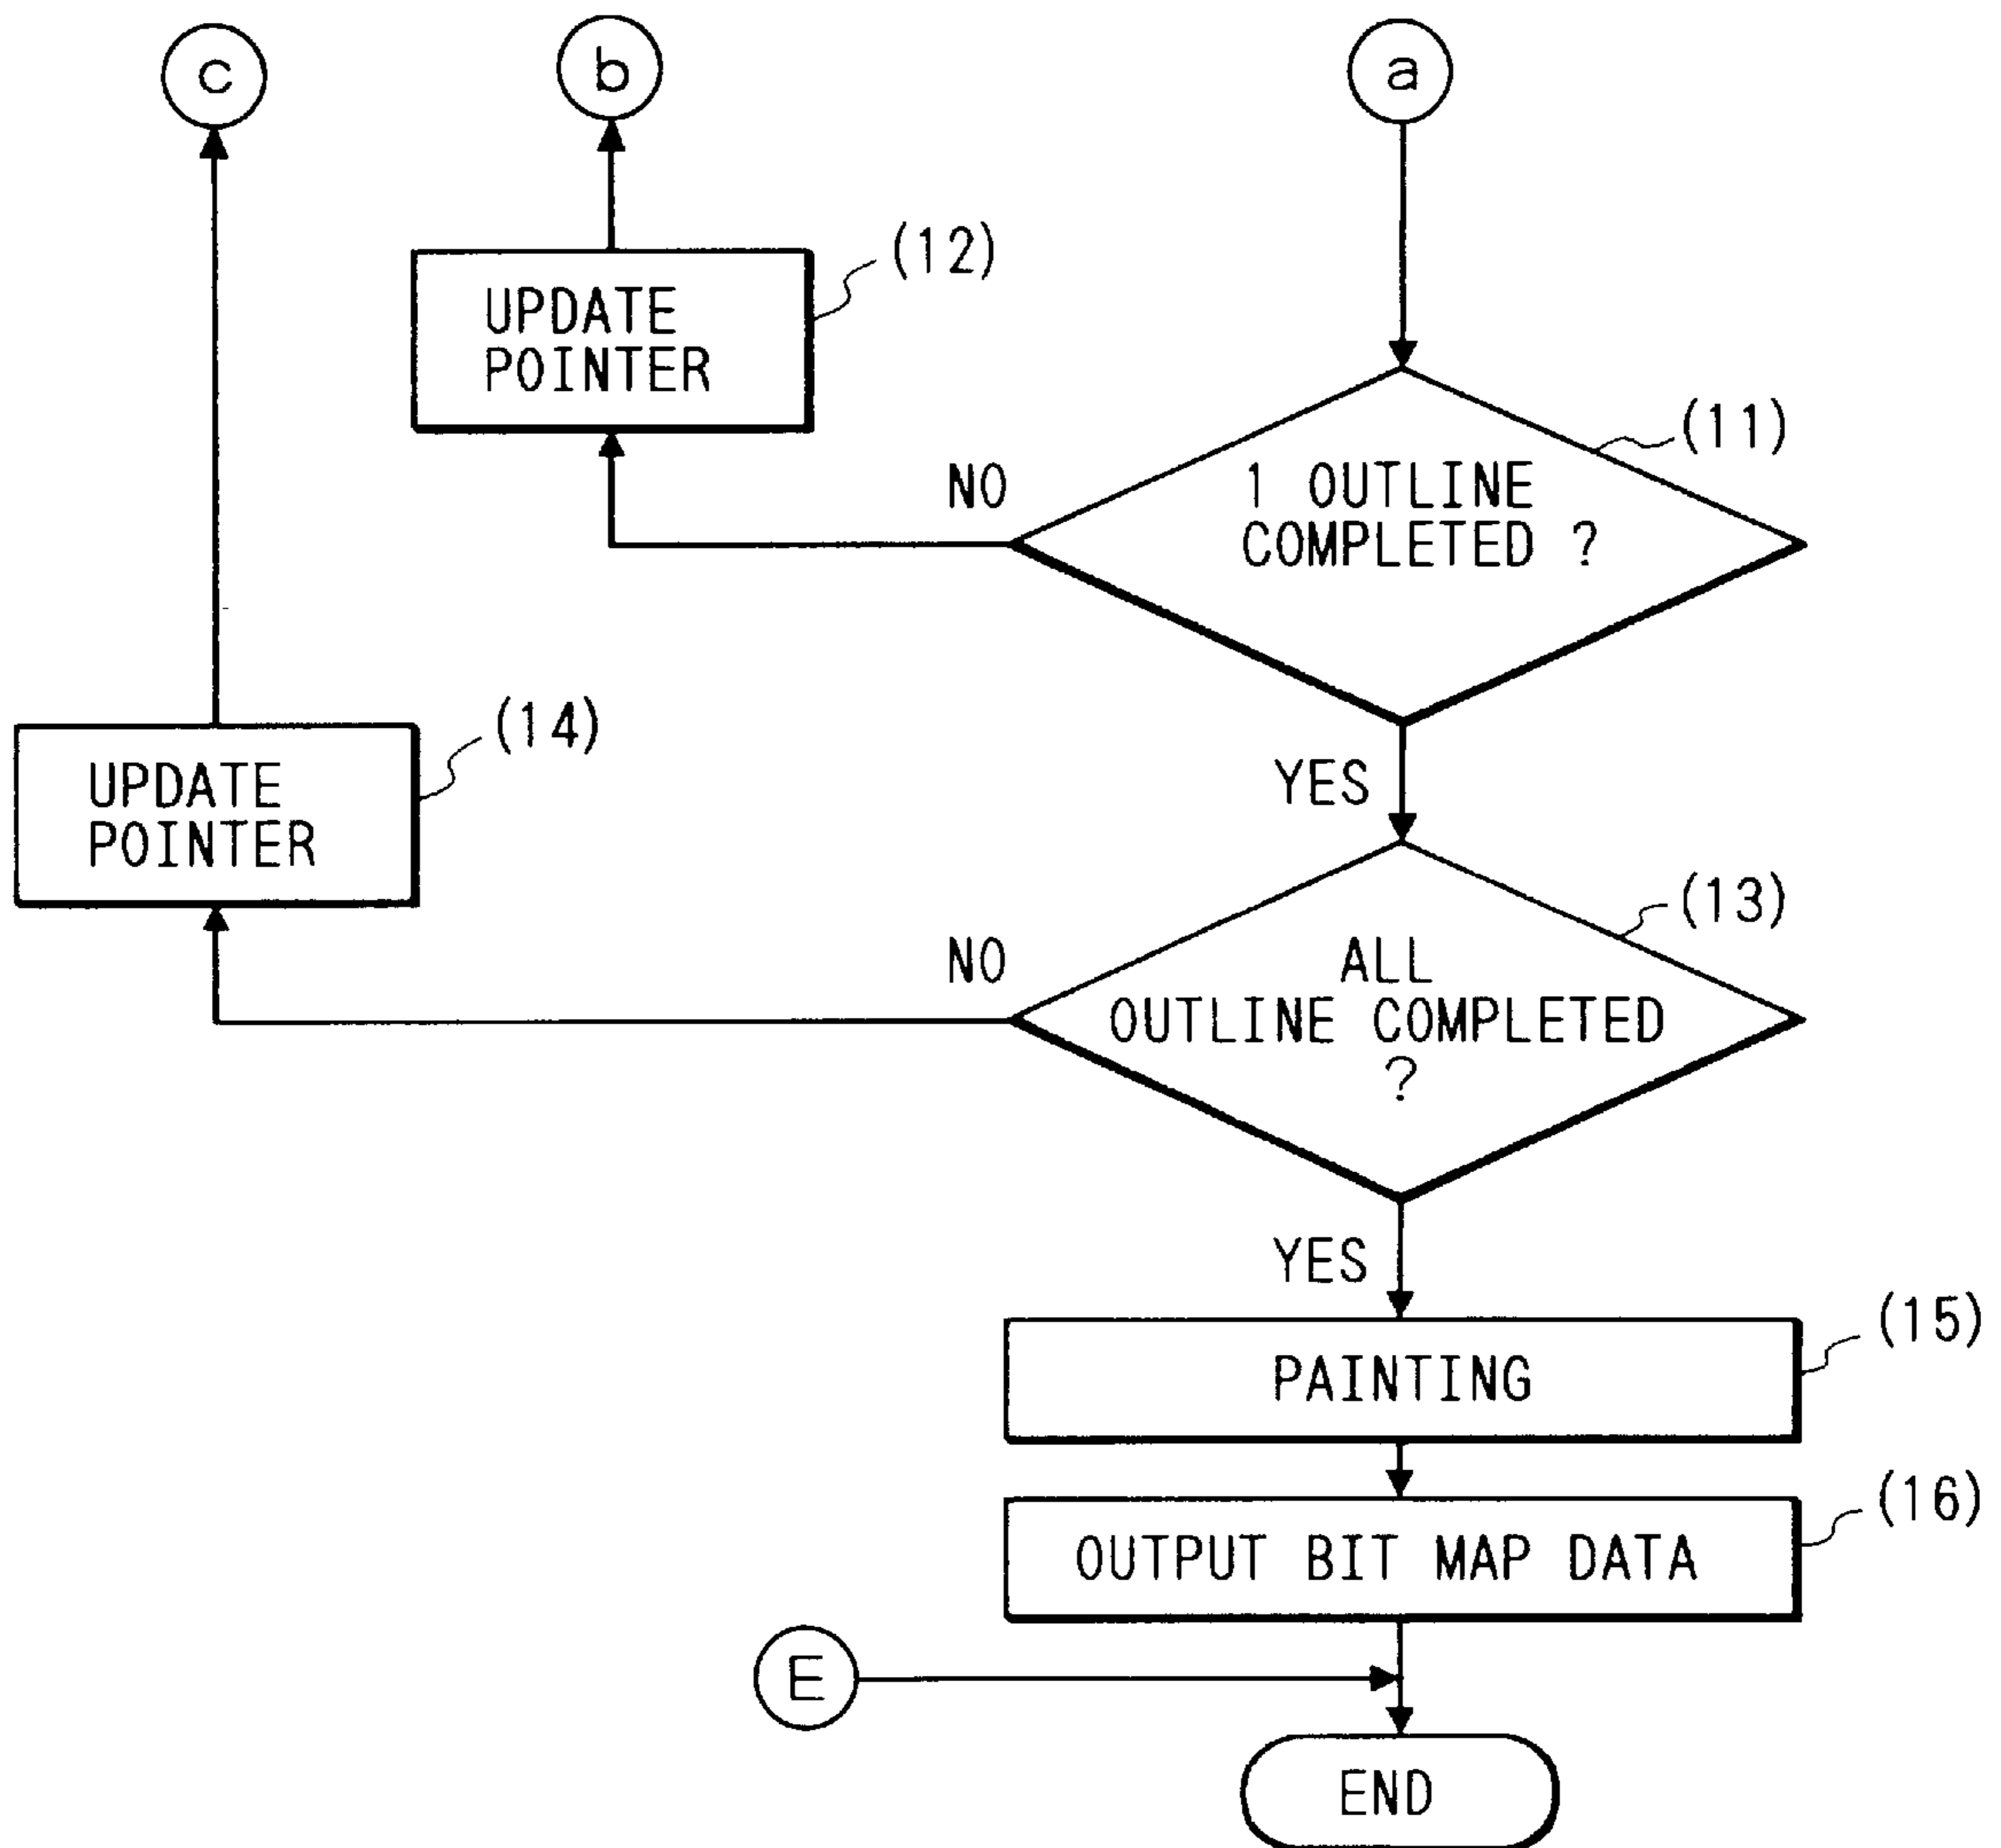 c
b
a
(12)
UPDATE
POINTER
(11)
NO
1 OUTLINE
COMPLETED ?
(14)
UPDATE
POINTER
YES
(13)
NO
ALL
OUTLINE COMPLETED
?
YES
(15)
PAINTING
(16)
OUTPUT BIT MAP DATA
E
END